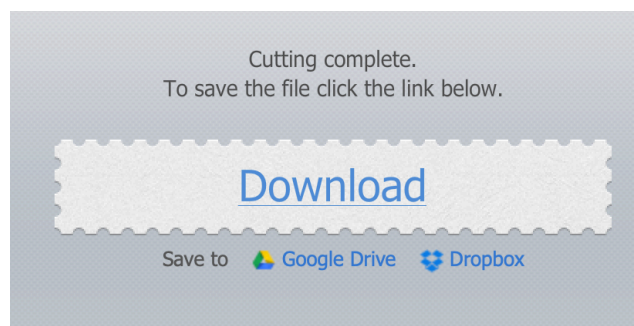 Cutting complete.
To save the file click the link below.
Download
Save to Google Drive Dropbox